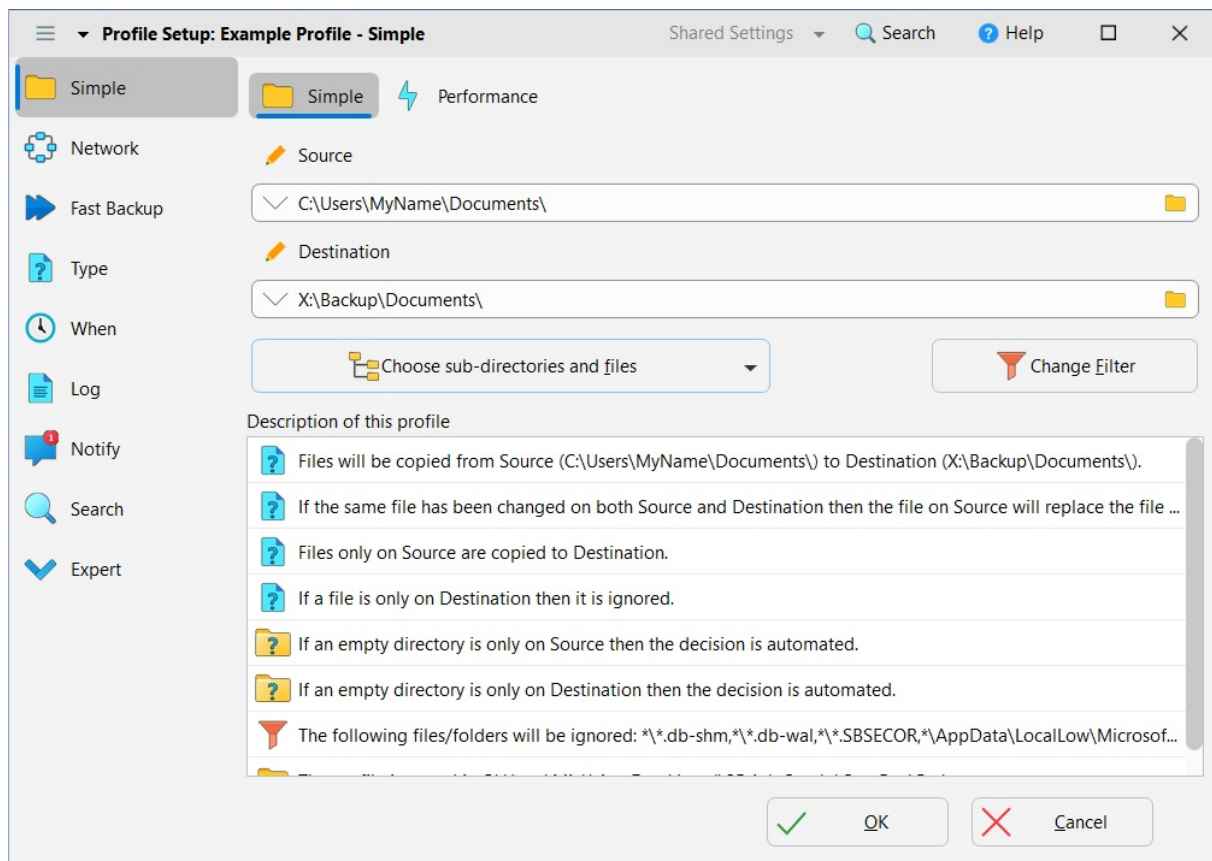 Profile Setup: Example Profile - Simple
Shared Settings
Search
Help
Simple
Network
Fast Backup
Type
When
Log
1
Notify
Search
Expert
Simple
Performance
Source
C:\Users\MyName\Documents\
Destination
X:\Backup\Documents\
Choose sub-directories and files
Change Filter
Description of this profile
Files will be copied from Source (C:\Users\MyName\Documents\) to Destination (X:\Backup\Documents\).
If the same file has been changed on both Source and Destination then the file on Source will replace the file ...
Files only on Source are copied to Destination.
If a file is only on Destination then it is ignored.
If an empty directory is only on Source then the decision is automated.
If an empty directory is only on Destination then the decision is automated.
The following files/folders will be ignored: *\*.db-shm,*\*.db-wal,*\*.SBSECOR,*\AppData\LocalLow\Microsof...
OK
Cancel